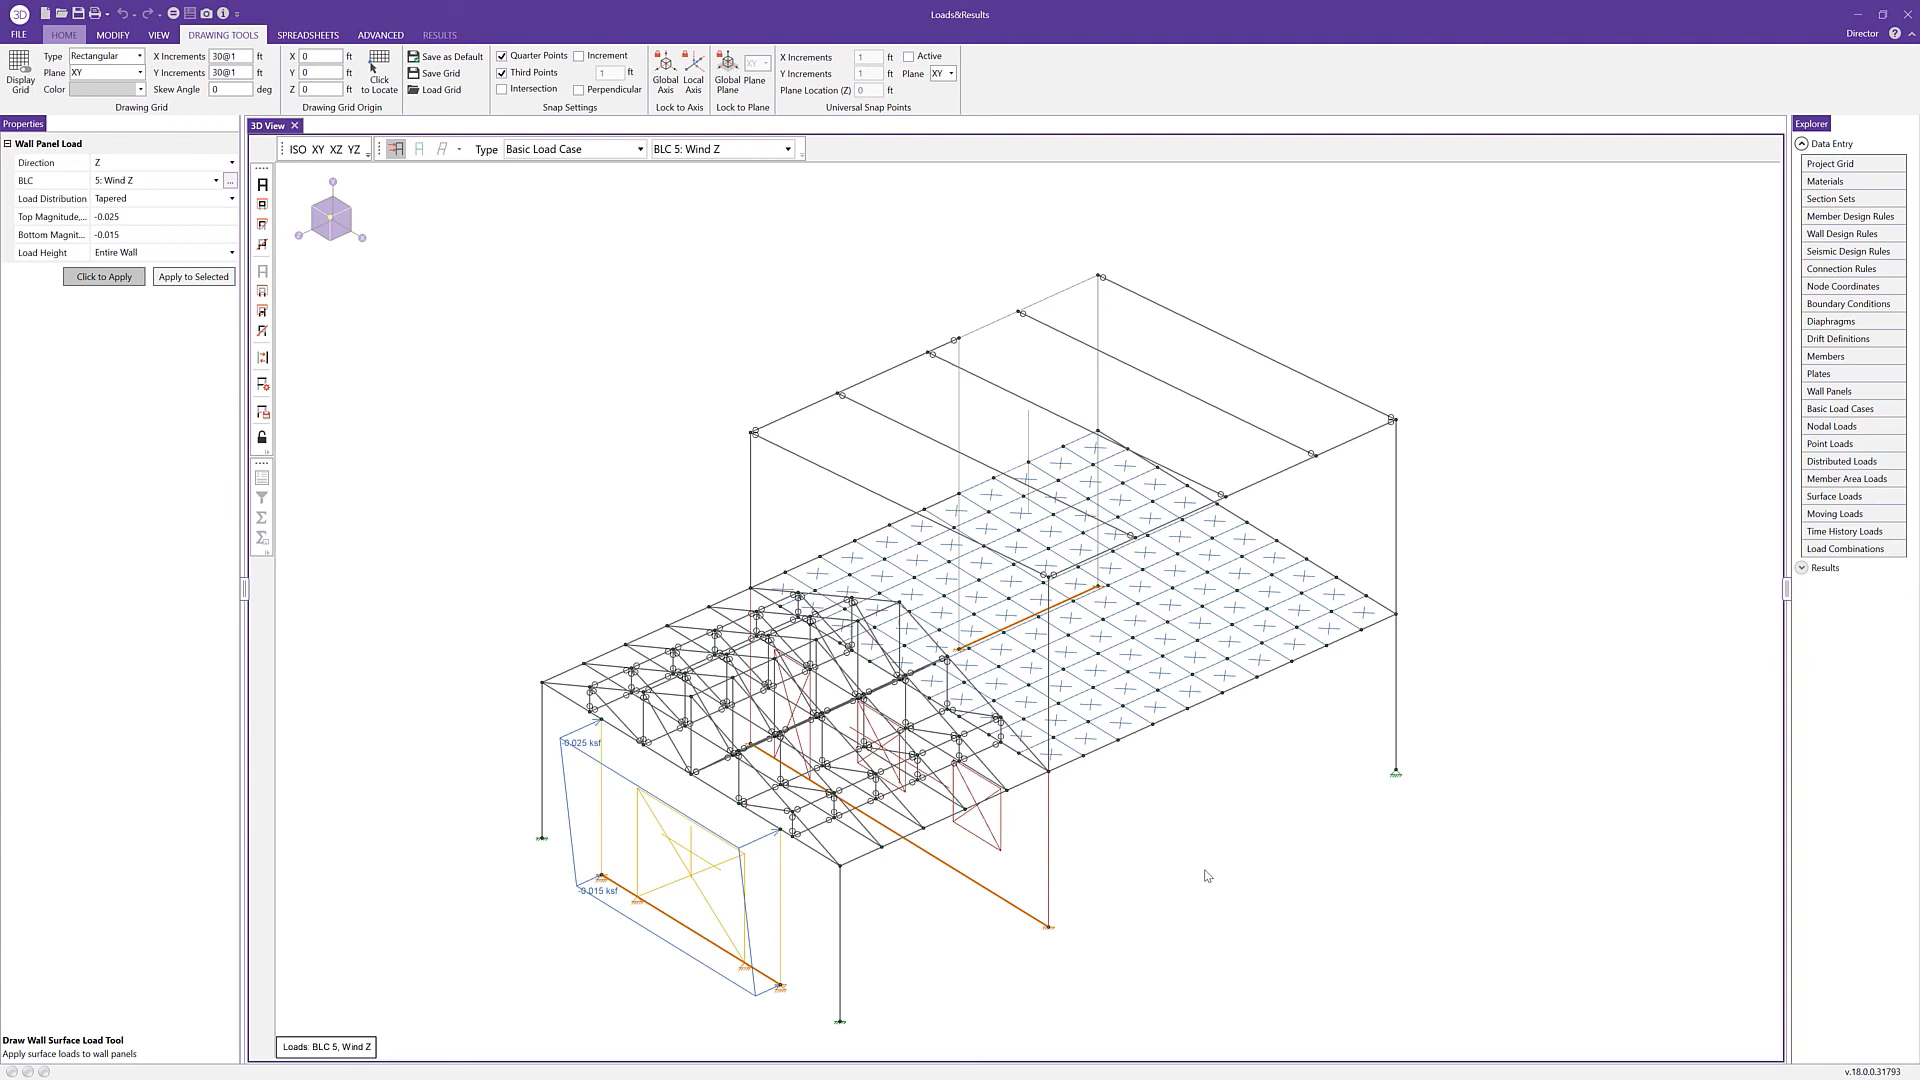 3D
Loads&Results
FILE HOME MODIFY VIEW DRAWING TOOLS SPREADSHEETS ADVANCED RESULTS
Director
Display Grid
Type Rectangular X Increments 30@1 ft
Plane XY Y Increments 30@1 ft
Color Skew Angle 0 deg
Drawing Grid
X 0 ft
Y 0 ft
Z 0 ft
Click to Locate
Drawing Grid Origin
Save as Default
Save Grid
Load Grid
Quarter Points Increment
Third Points 1 ft
Intersection Perpendicular
Snap Settings
Global Axis Local Axis
Lock to Axis
Global Plane XY Plane
Lock to Plane
X Increments 1 ft Active
Y Increments 1 ft Plane XY
Plane Location (Z) 0 ft
Universal Snap Points
Properties
Wall Panel Load
Direction Z
BLC 5: Wind Z ...
Load Distribution Tapered
Top Magnitude,... -0.025
Bottom Magnit... -0.015
Load Height Entire Wall
Click to Apply Apply to Selected
Draw Wall Surface Load Tool
Apply surface loads to wall panels
3D View
ISO XY XZ YZ Type Basic Load Case BLC 5: Wind Z
Y
Z
X
-0.025 ksf
-0.015 ksf
Loads: BLC 5, Wind Z
Explorer
Data Entry
Project Grid
Materials
Section Sets
Member Design Rules
Wall Design Rules
Seismic Design Rules
Connection Rules
Node Coordinates
Boundary Conditions
Diaphragms
Drift Definitions
Members
Plates
Wall Panels
Basic Load Cases
Nodal Loads
Point Loads
Distributed Loads
Member Area Loads
Surface Loads
Moving Loads
Time History Loads
Load Combinations
Results
v.18.0.0.31793